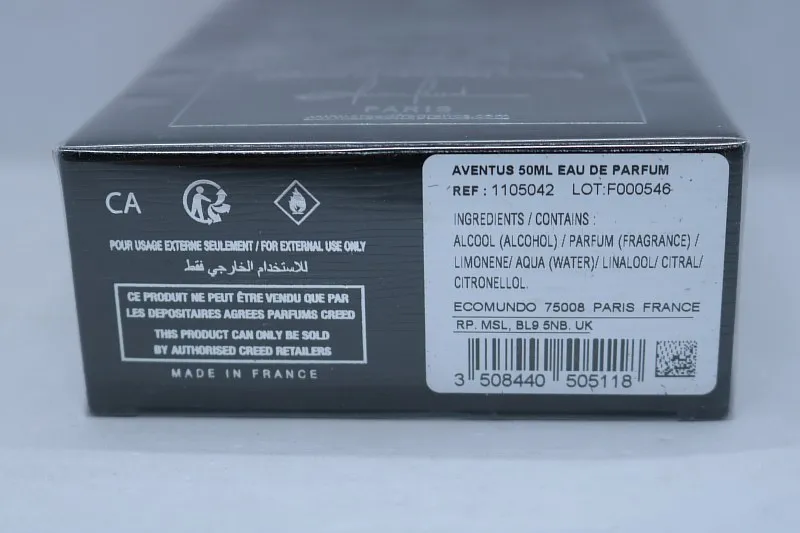 PARIS
CA
POUR USAGE EXTERNE SEULEMENT / FOR EXTERNAL USE ONLY
للاستخدام الخارجي فقط
CE PRODUIT NE PEUT ÊTRE VENDU QUE PAR
LES DEPOSITAIRES AGREES PARFUMS CREED
THIS PRODUCT CAN ONLY BE SOLD
BY AUTHORISED CREED RETAILERS
MADE IN FRANCE
AVENTUS 50ML EAU DE PARFUM
REF : 1105042 LOT:F000546
INGREDIENTS / CONTAINS :
ALCOOL (ALCOHOL) / PARFUM (FRAGRANCE) /
LIMONENE/ AQUA (WATER)/ LINALOOL/ CITRAL/
CITRONELLOL.
ECOMUNDO 75008 PARIS FRANCE
RP. MSL, BL9 5NB. UK
3 508440 505118